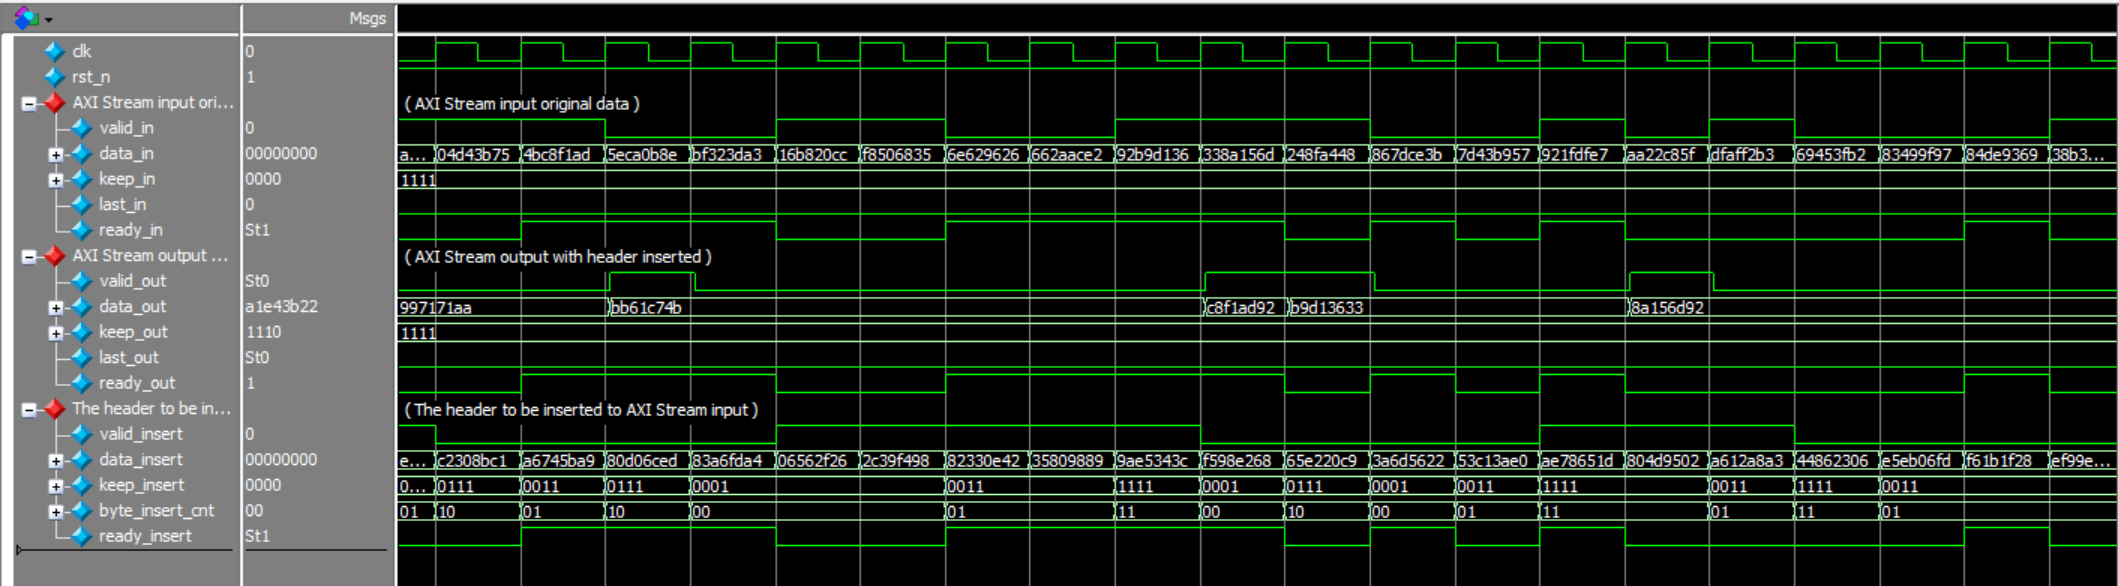 Msgs
clk 0
rst_n 1
AXI Stream input ori... ( AXI Stream input original data )
valid_in 0
data_in 00000000 a... 04d43b75 4bc8f1ad 5eca0b8e bf323da3 16b820cc f8506835 6e629626 662aace2 92b9d136 338a156d 248fa448 867dce3b 7d43b957 921fdfe7 aa22c85f dfaff2b3 69453fb2 83499f97 84de9369 38b3...
keep_in 0000 1111
last_in 0
ready_in St1
AXI Stream output ... ( AXI Stream output with header inserted )
valid_out St0
data_out a1e43b22 997171aa bb61c74b c8f1ad92 b9d13633 8a156d92
keep_out 1110 1111
last_out St0
ready_out 1
The header to be in... ( The header to be inserted to AXI Stream input )
valid_insert 0
data_insert 00000000 e... c2308bc1 a6745ba9 80d06ced 83a6fda4 06562f26 2c39f498 82330e42 35809889 9ae5343c f598e268 65e220c9 3a6d5622 53c13ae0 ae78651d 804d9502 a612a8a3 44862306 e5eb06fd f61b1f28 ef99e...
keep_insert 0000 0... 0111 0011 0111 0001 0011 1111 0001 0111 0001 0011 1111 0011 1111 0011
byte_insert_cnt 00 01 10 01 10 00 01 11 00 10 00 01 11 01 11 01
ready_insert St1